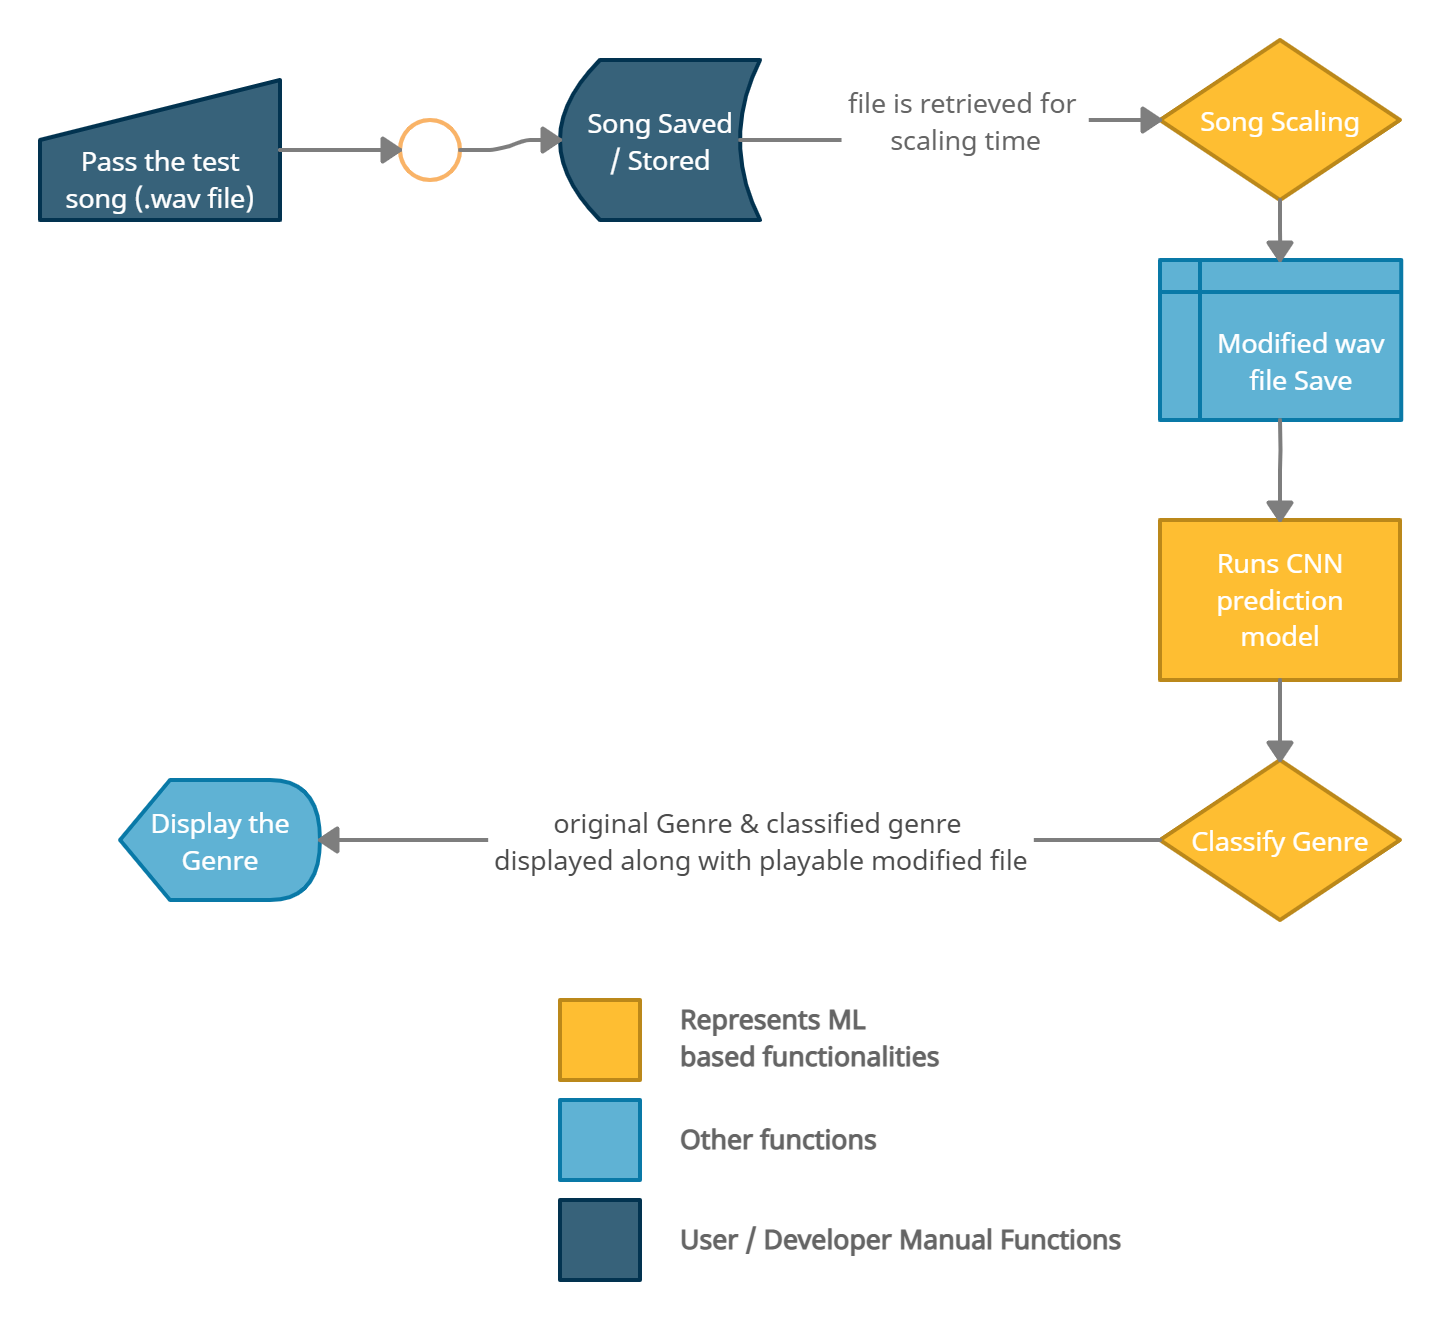 Pass the test
song (.wav file)
Song Saved
/ Stored
file is retrieved for
scaling time
Song Scaling
Modified wav
file Save
Runs CNN
prediction
model
Classify Genre
original Genre & classified genre
displayed along with playable modified file
Display the
Genre
Represents ML
based functionalities
Other functions
User / Developer Manual Functions